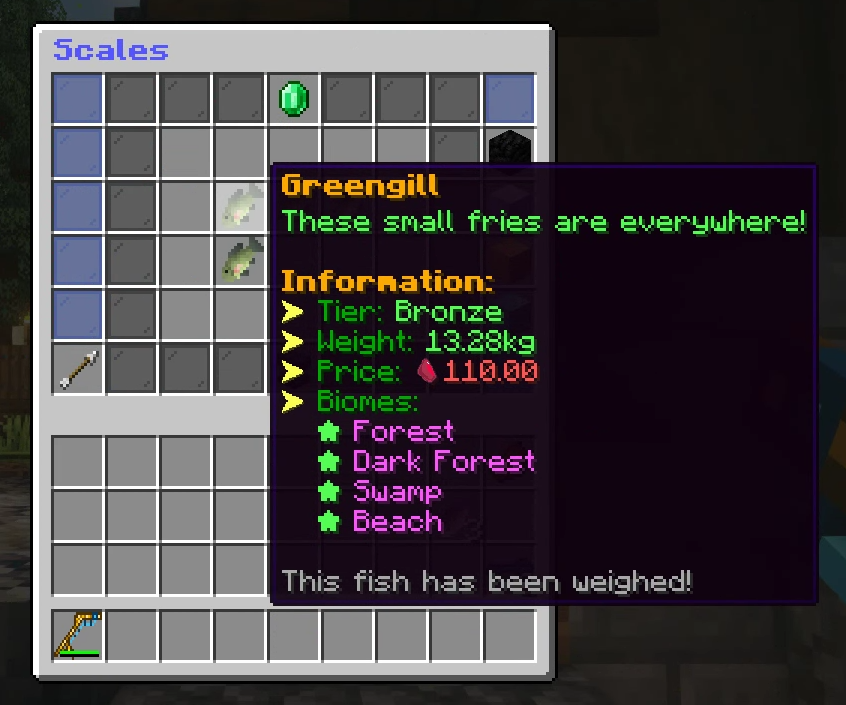 Scales
Greengill
These small fries are everywhere!
Information:
➤ Tier: Bronze
➤ Weight: 13.28kg
➤ Price: 110.00
➤ Biomes:
Forest
Dark Forest
Swamp
Beach
This fish has been weighed!